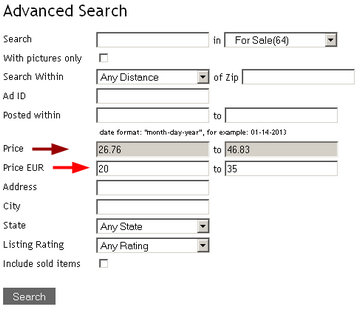 Advanced Search
Search in For Sale(64)
With pictures only
Search Within Any Distance of Zip
Ad ID
Posted within to
date format: "month-day-year", for example: 01-14-2013
Price 26.76 to 46.83
Price EUR 20 to 35
Address
City
State Any State
Listing Rating Any Rating
Include sold items
Search